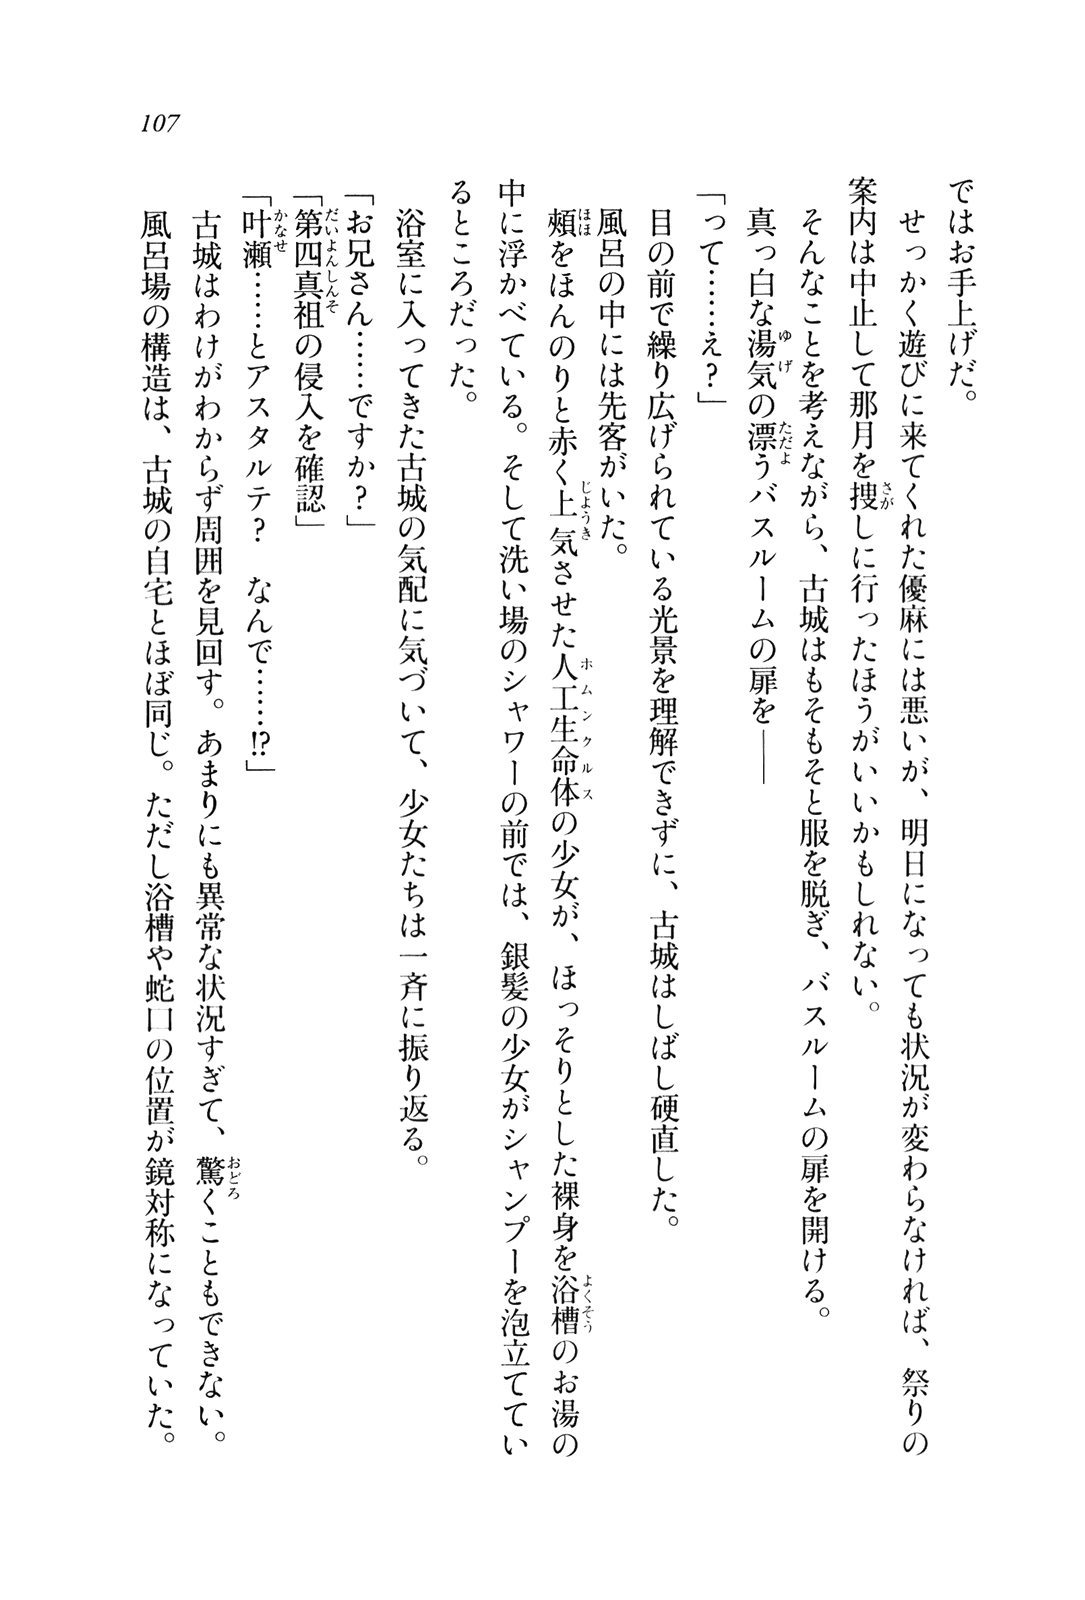 107
ではお手上げだ。
せっかく遊びに来てくれた優麻には悪いが、明日になっても状況が変わらなければ、祭りの
案内は中止して那月を捜しに行ったほうがいいかもしれない。
そんなことを考えながら、古城はもそもそと服を脱ぎ、バスルームの扉を開ける。
真っ白な湯気の漂うバスルームの扉を――
「って……え?」
目の前で繰り広げられている光景を理解できずに、古城はしばし硬直した。
風呂の中には先客がいた。
頰をほんのりと赤く上気させた人工生命体の少女が、ほっそりとした裸身を浴槽のお湯の
中に浮かべている。そして洗い場のシャワーの前では、銀髪の少女がシャンプーを泡立ててい
るところだった。
浴室に入ってきた古城の気配に気づいて、少女たちは一斉に振り返る。
「お兄さん……ですか?」
「第四真祖の侵入を確認」
「叶瀬……とアスタルテ? なんで……!?」
古城はわけがわからず周囲を見回す。あまりにも異常な状況すぎて、驚くこともできない。
風呂場の構造は、古城の自宅とほぼ同じ。ただし浴槽や蛇口の位置が鏡対称になっていた。